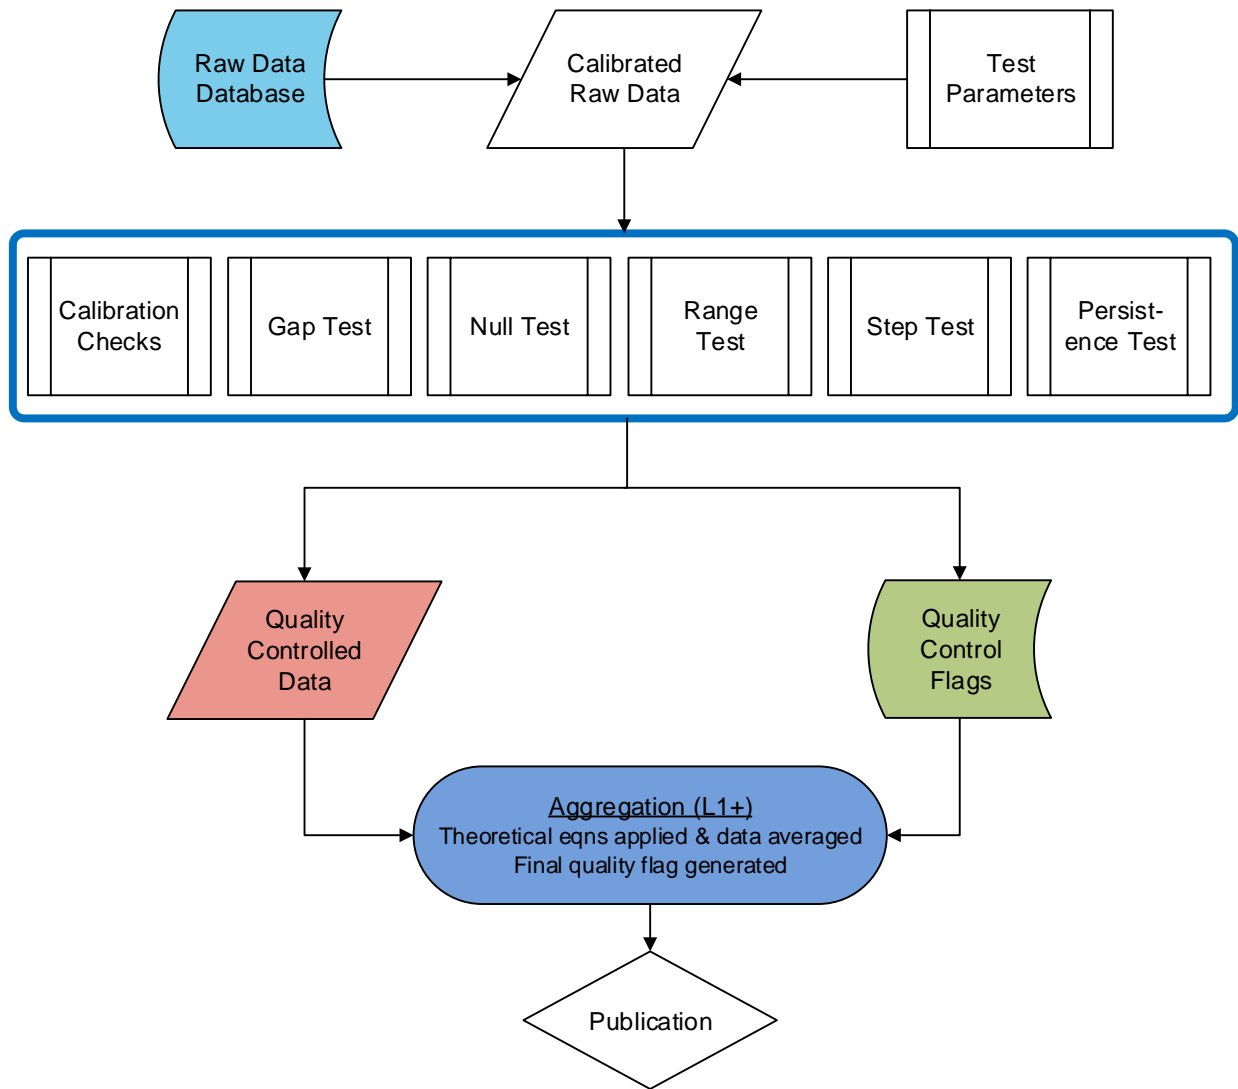 Raw Data
Database
Calibrated
Raw Data
Test
Parameters
Calibration
Checks
Gap Test
Null Test
Range
Test
Step Test
Persist-
ence Test
Quality
Controlled
Data
Quality
Control
Flags
Aggregation (L1+)
Theoretical eqns applied & data averaged
Final quality flag generated
Publication